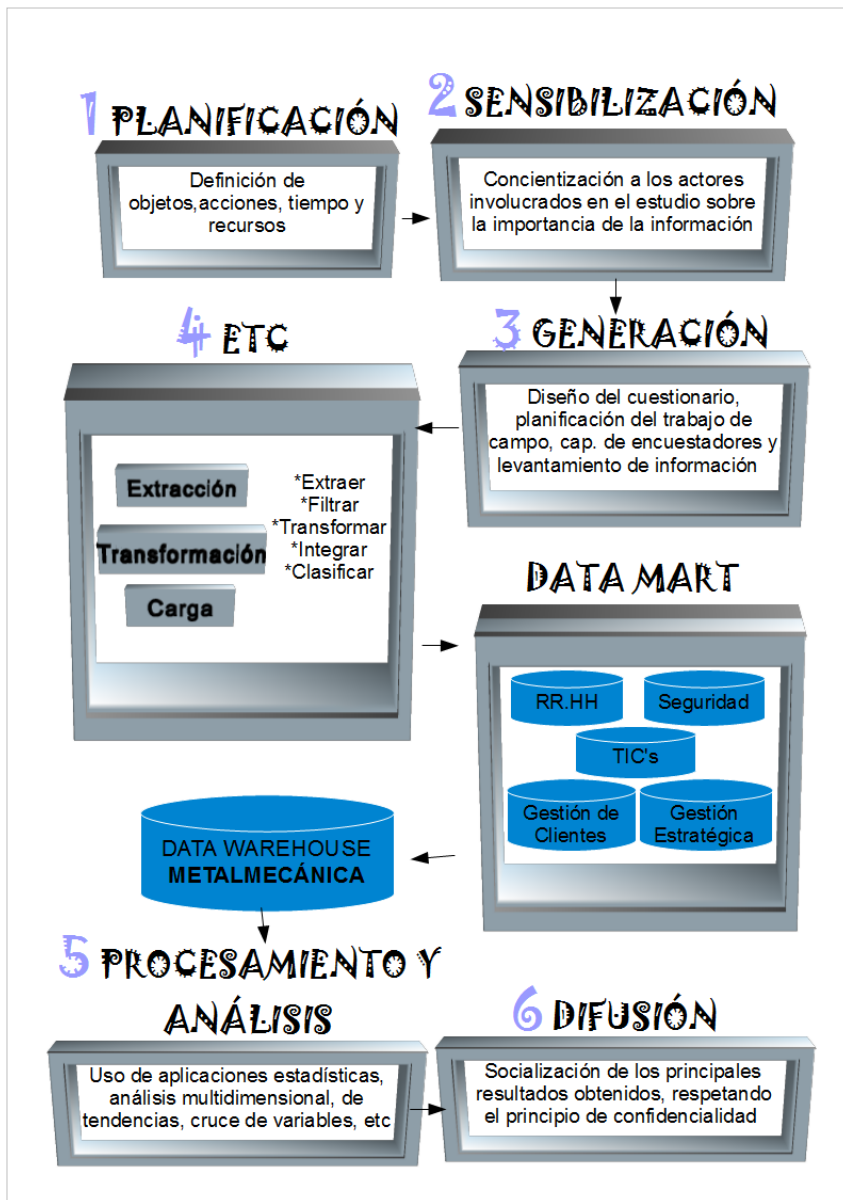 1 PLANIFICACIÓN
Definición de
objetos,acciones, tiempo y
recursos
2 SENSIBILIZACIÓN
Concientización a los actores
involucrados en el estudio sobre
la importancia de la información
3 GENERACIÓN
Diseño del cuestionario,
planificación del trabajo de
campo, cap. de encuestadores y
levantamiento de información
4 ETC
Extracción
Transformación
Carga
*Extraer
*Filtrar
*Transformar
*Integrar
*Clasificar
DATA MART
RR.HH
Seguridad
TIC's
Gestión de
Clientes
Gestión
Estratégica
DATA WAREHOUSE
METALMECÁNICA
5 PROCESAMIENTO Y
ANÁLISIS
Uso de aplicaciones estadísticas,
análisis multidimensional, de
tendencias, cruce de variables, etc
6 DIFUSIÓN
Socialización de los principales
resultados obtenidos, respetando
el principio de confidencialidad